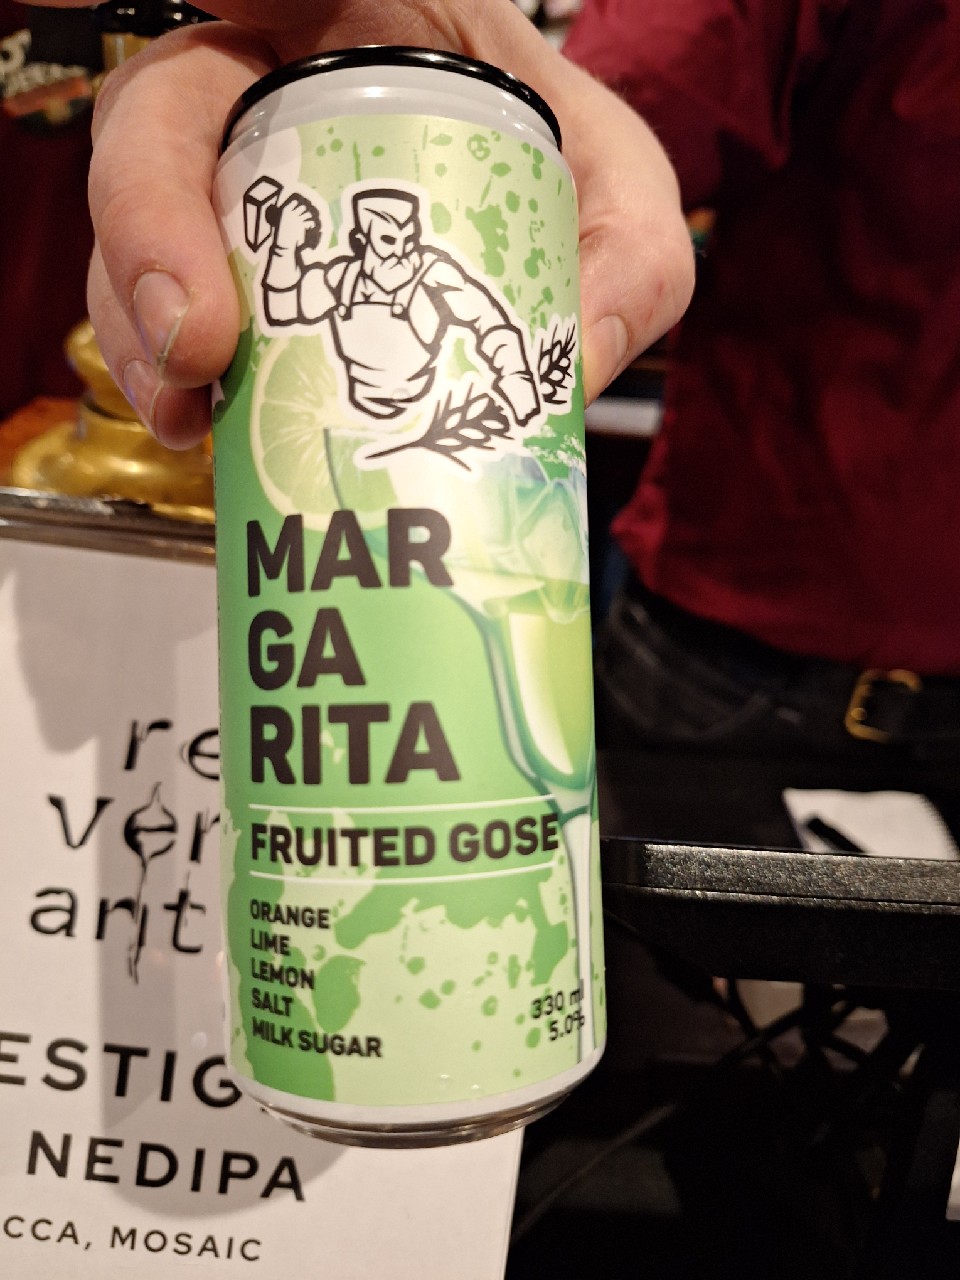 MAR
GA
RITA
FRUITED GOSE
ORANGE
LIME
LEMON
SALT
MILK SUGAR
330 ml
5.0%
re
ver
ant
ESTIG
NEDIPA
CCA, MOSAIC